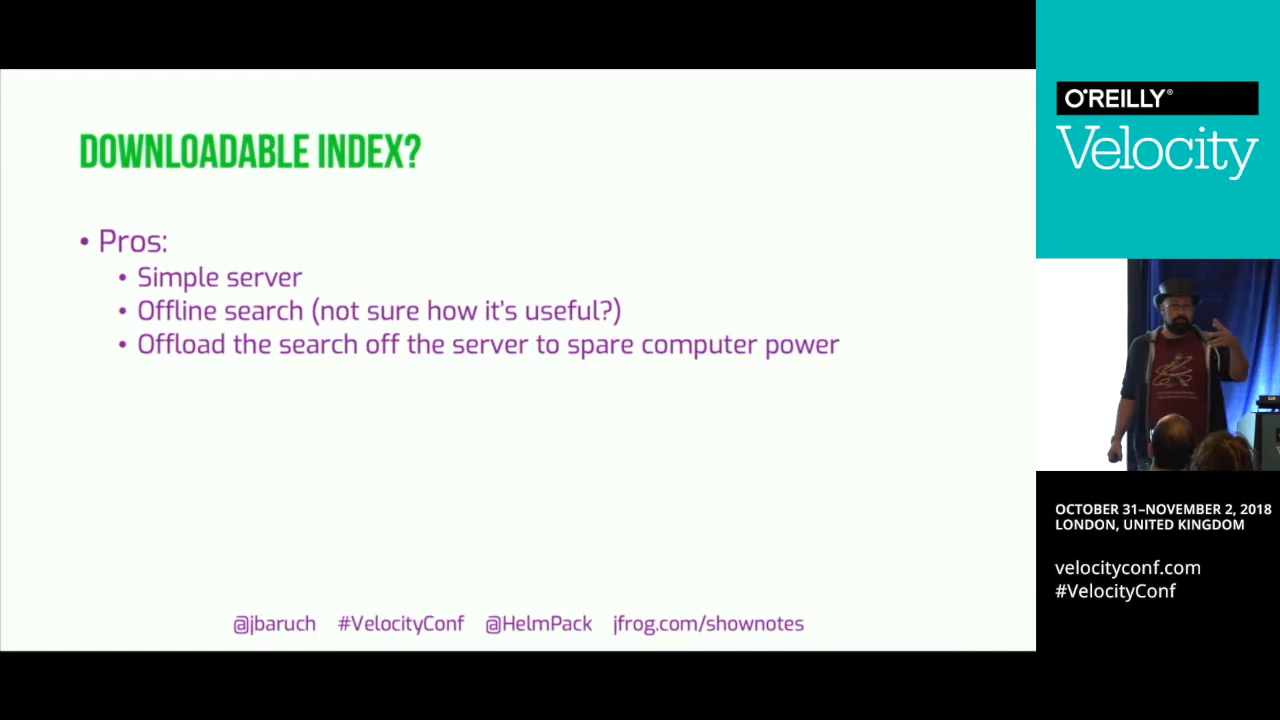 DOWNLOADABLE INDEX?
• Pros:
• Simple server
• Offline search (not sure how it's useful?)
• Offload the search off the server to spare computer power
@jbaruch #VelocityConf @HelmPack jfrog.com/shownotes
O'REILLY®
Velocity
OCTOBER 31–NOVEMBER 2, 2018
LONDON, UNITED KINGDOM
velocityconf.com
#VelocityConf